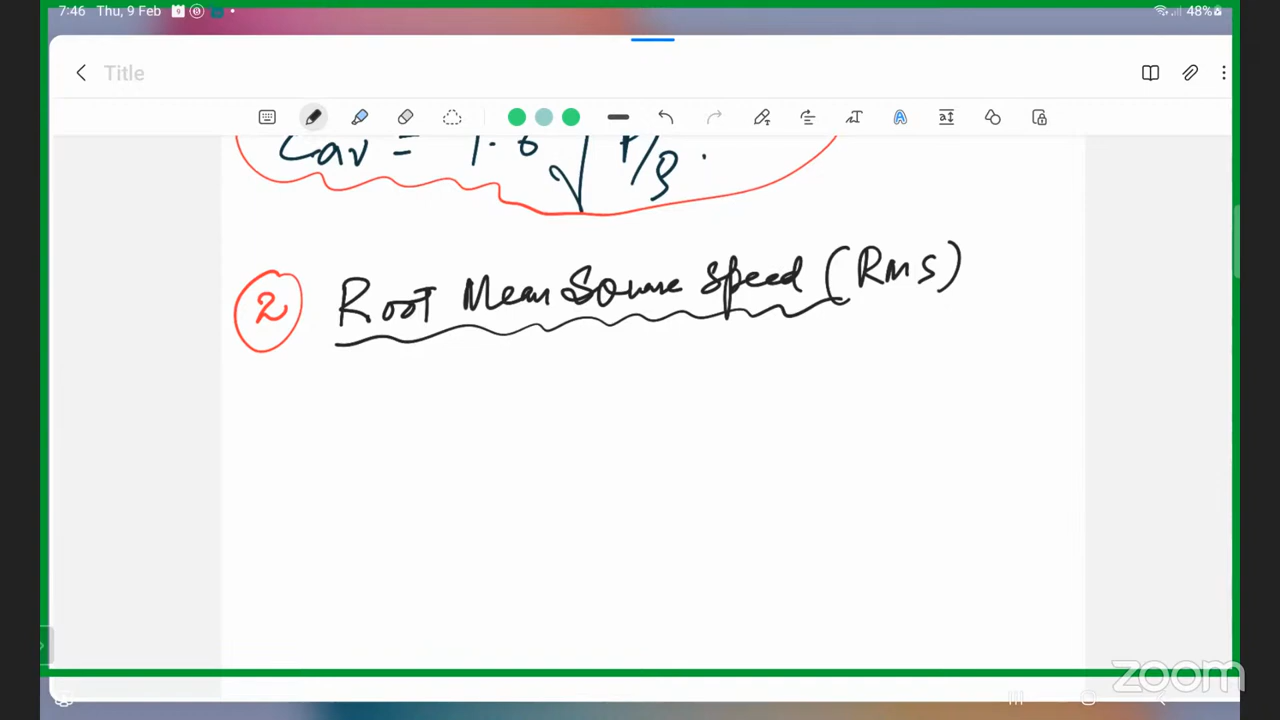 7:46 Thu, 9 Feb
48%
Title
Cav = 1.6 √P/ρ .
2 Root Mean Square Speed (RMS)
zoom